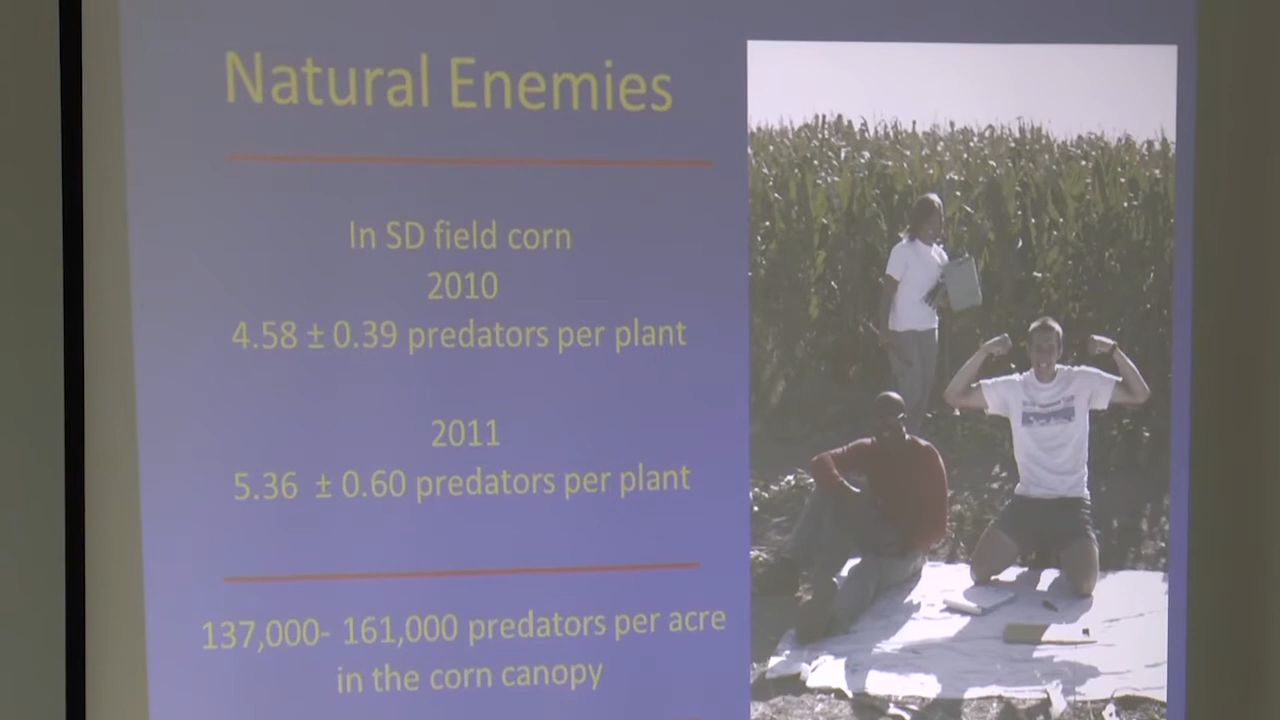 Natural Enemies
In SD field corn
2010
4.58 ± 0.39 predators per plant
2011
5.36 ± 0.60 predators per plant
137,000- 161,000 predators per acre
in the corn canopy